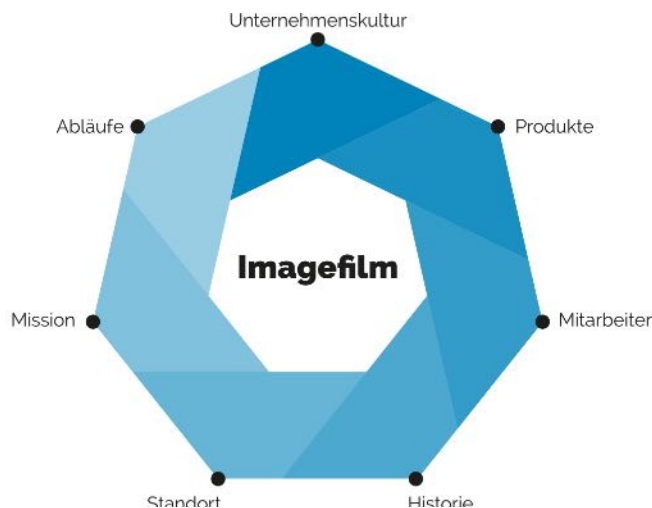 Unternehmenskultur
Abläufe
Produkte
Imagefilm
Mission
Mitarbeiter
Standort
Historie